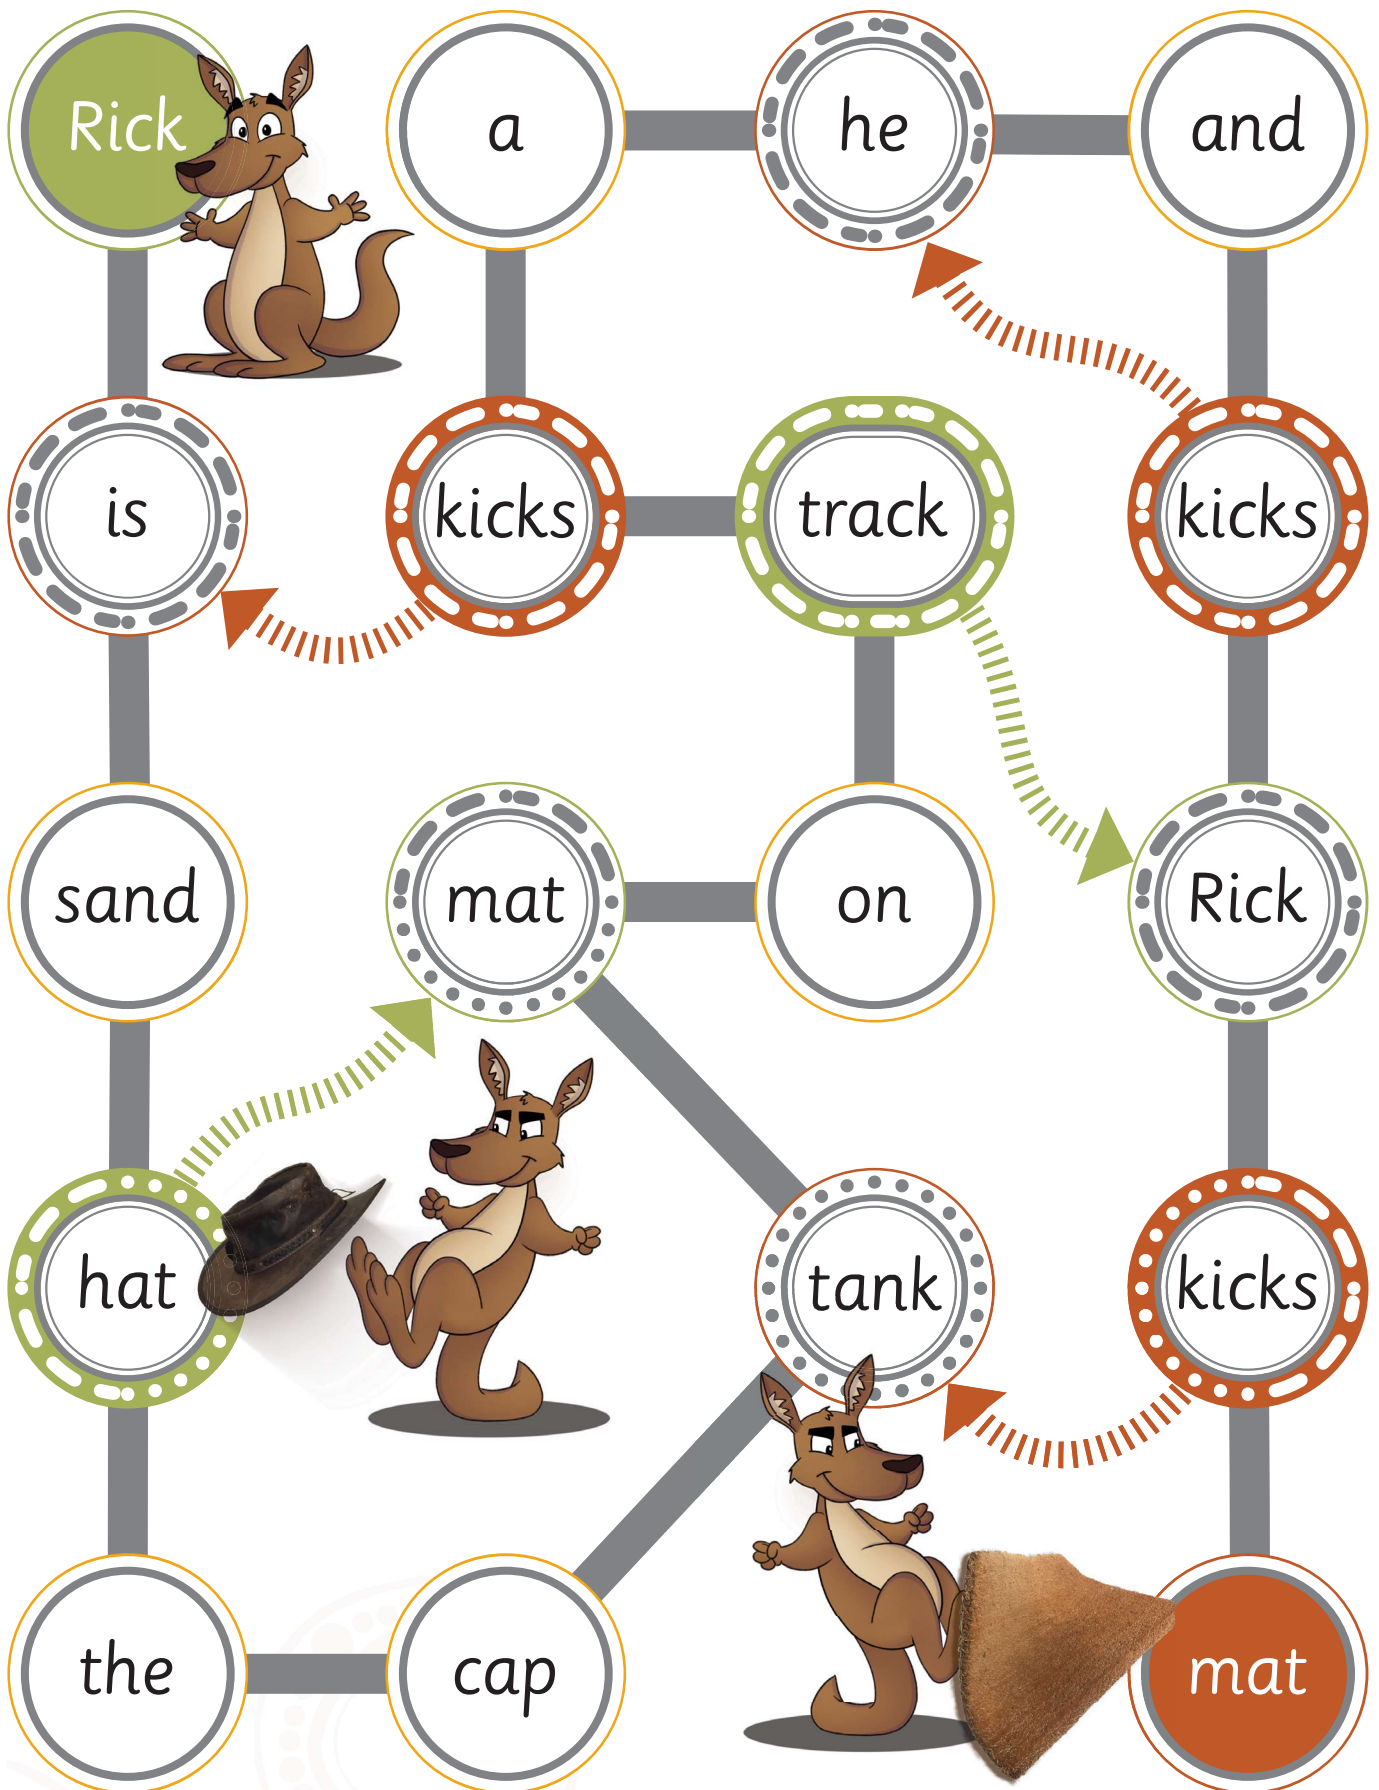 Rick
a
he
and
is
kicks
track
kicks
sand
mat
on
Rick
hat
tank
kicks
the
cap
mat